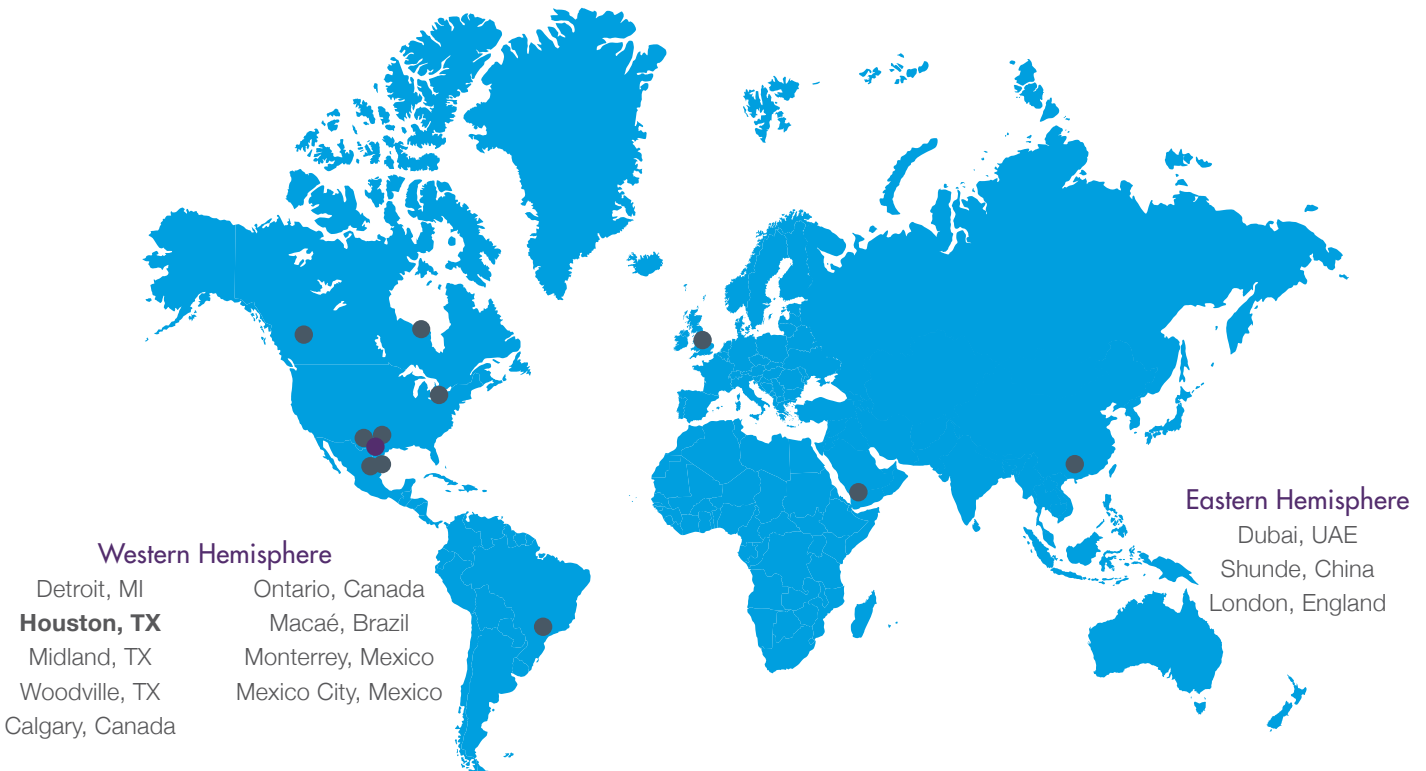 Western Hemisphere
Detroit, MI
Houston, TX
Midland, TX
Woodville, TX
Calgary, Canada
Ontario, Canada
Macaé, Brazil
Monterrey, Mexico
Mexico City, Mexico
Eastern Hemisphere
Dubai, UAE
Shunde, China
London, England